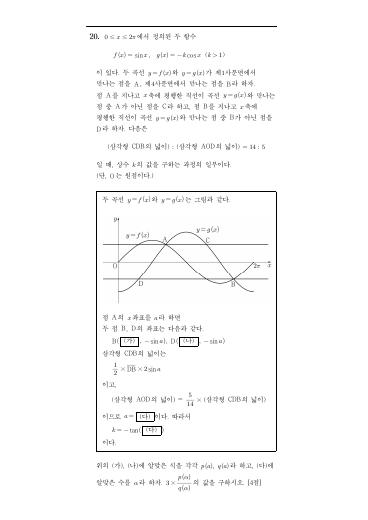 20. 0≤x≤2π에서 정의된 두 함수
f(x)=sinx, g(x)=-kcosx (k>1)
이 있다. 두 곡선 y=f(x)와 y=g(x)가 제1사분면에서
만나는 점을 A, 제4사분면에서 만나는 점을 B라 하자.
점 A를 지나고 x축에 평행한 직선이 곡선 y=g(x)와 만나는
점 중 A가 아닌 점을 C라 하고, 점 B를 지나고 x축에
평행한 직선이 곡선 y=g(x)와 만나는 점 중 B가 아닌 점을
D라 하자. 다음은
(삼각형 CDB의 넓이) : (삼각형 AOD의 넓이) = 14 : 5
일 때, 상수 k의 값을 구하는 과정의 일부이다.
(단, O는 원점이다.)
두 곡선 y=f(x)와 y=g(x)는 그림과 같다.
y
y=f(x)
y=g(x)
A
C
O
2π
x
D
B
점 A의 x좌표를 α라 하면
두 점 B, D의 좌표는 다음과 같다.
B( (가) , -sinα), D( (나) , -sinα)
삼각형 CDB의 넓이는
1/2 × DB × 2sinα
이고,
(삼각형 AOD의 넓이) = 5/14 × (삼각형 CDB의 넓이)
이므로 α= (다) 이다. 따라서
k=-tan( (다) )
이다.
위의 (가), (나)에 알맞은 식을 각각 p(α), q(α)라 하고, (다)에
알맞은 수를 α라 하자. 3× p(α)/q(α) 의 값을 구하시오. [4점]